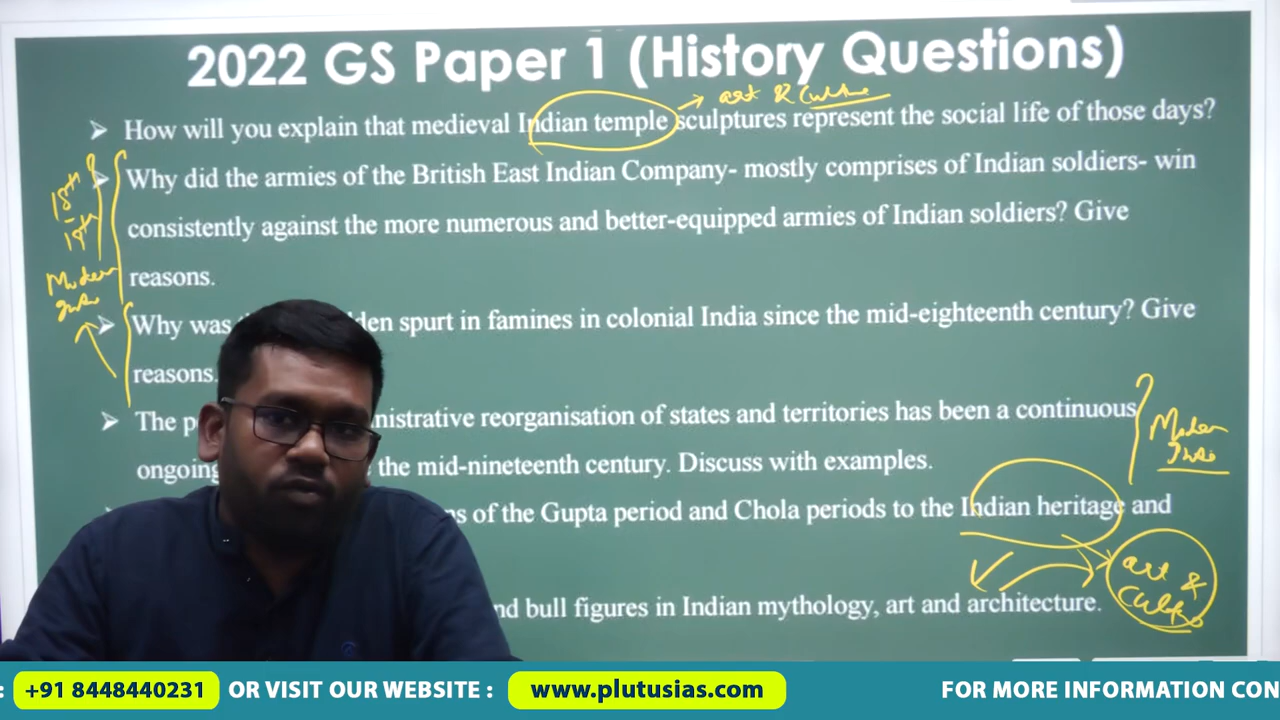 2022 GS Paper 1 (History Questions)
→ art & Culture
➤ How will you explain that medieval Indian temple sculptures represent the social life of those days?
18th
-
19th
Why did the armies of the British East Indian Company- mostly comprises of Indian soldiers- win
consistently against the more numerous and better-equipped armies of Indian soldiers? Give
reasons.
Modern
➤ Why was den spurt in famines in colonial India since the mid-eighteenth century? Give
reasons.
➤ The p nistrative reorganisation of states and territories has been a continuous
ongoing the mid-nineteenth century. Discuss with examples.
Modern
ns of the Gupta period and Chola periods to the Indian heritage and
art &
Culture
nd bull figures in Indian mythology, art and architecture.
: +91 8448440231 OR VISIT OUR WEBSITE : www.plutusias.com FOR MORE INFORMATION CON